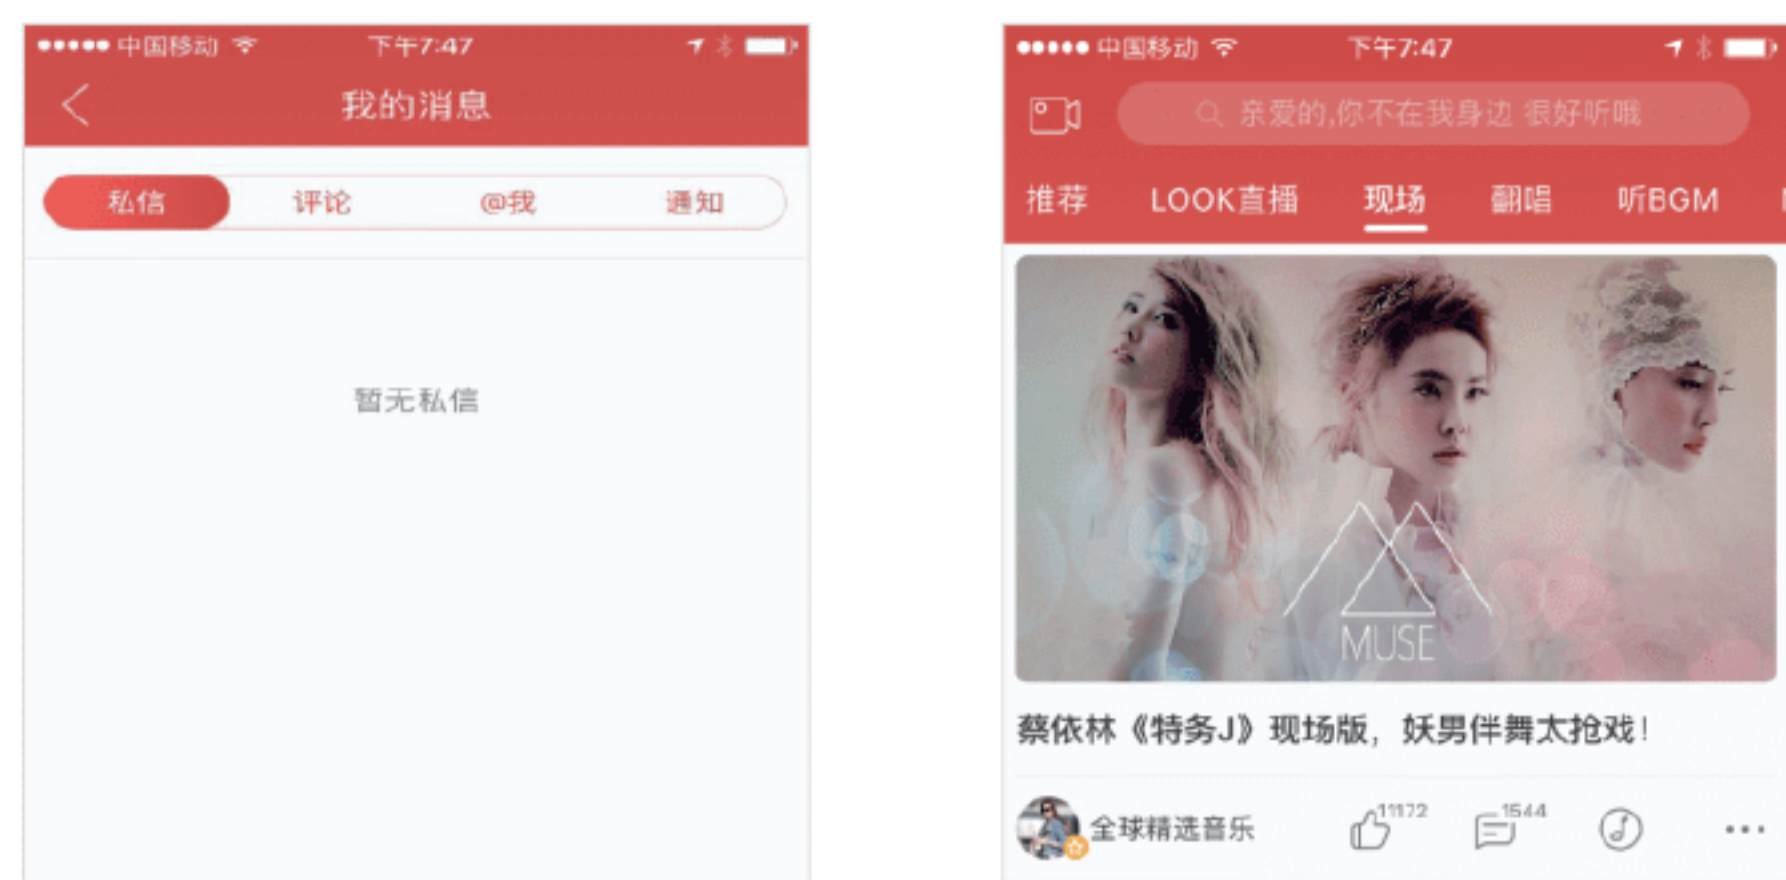 中国移动 下午7:47
我的消息
私信 评论 @我 通知
暂无私信
中国移动 下午7:47
亲爱的,你不在我身边 很好听哦
推荐 LOOK直播 现场 翻唱 听BGM
MUSE
蔡依林《特务J》现场版，妖男伴舞太抢戏！
全球精选音乐 11172 1544